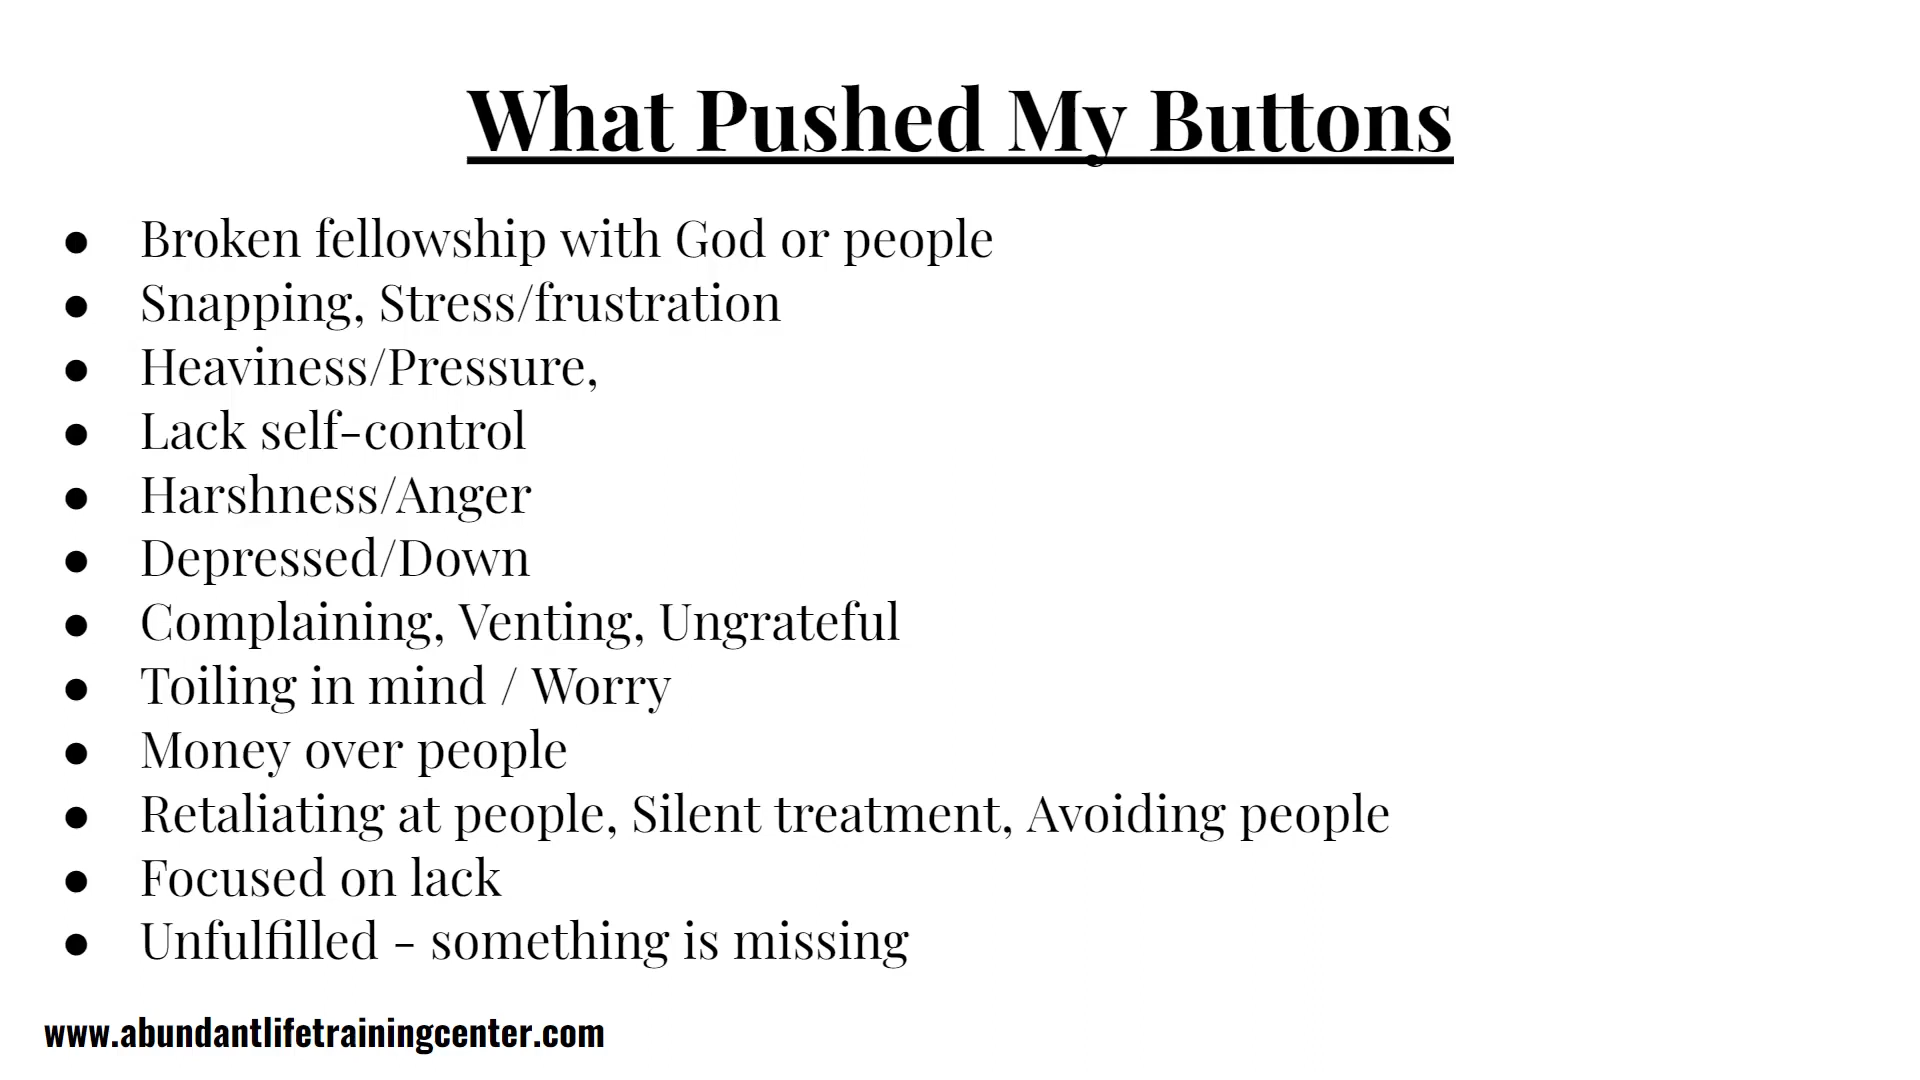 What Pushed My Buttons
● Broken fellowship with God or people
● Snapping, Stress/frustration
● Heaviness/Pressure,
● Lack self-control
● Harshness/Anger
● Depressed/Down
● Complaining, Venting, Ungrateful
● Toiling in mind / Worry
● Money over people
● Retaliating at people, Silent treatment, Avoiding people
● Focused on lack
● Unfulfilled - something is missing
www.abundantlifetrainingcenter.com